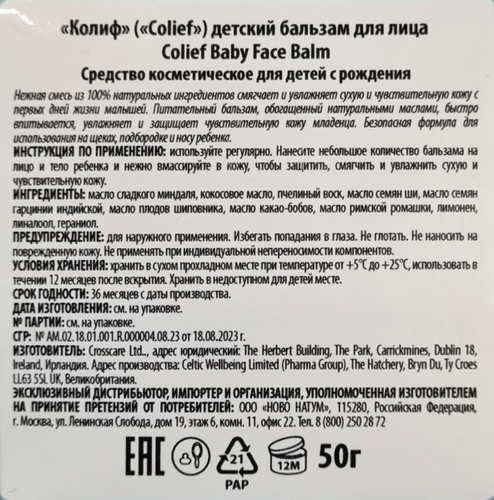 «Колиф» («Colief») детский бальзам для лица
Colief Baby Face Balm
Средство косметическое для детей с рождения
Нежная смесь из 100% натуральных ингредиентов смягчает и увлажняет сухую и чувствительную кожу с
первых дней жизни малышей. Питательный бальзам, обогащенный натуральными маслами, быстро
впитывается, увлажняет и защищает чувствительную кожу младенца. Безопасная формула для
использования на щеках, подбородке и носу ребенка.
ИНСТРУКЦИЯ ПО ПРИМЕНЕНИЮ: используйте регулярно. Нанесите небольшое количество бальзама на
лицо и тело ребенка и нежно вмассируйте в кожу, чтобы защитить, смягчить и увлажнить сухую и
чувствительную кожу.
ИНГРЕДИЕНТЫ: масло сладкого миндаля, кокосовое масло, пчелиный воск, масло семян ши, масло семян
гарцинии индийской, масло плодов шиповника, масло какао-бобов, масло римской ромашки, лимонен,
линалоол, гераниол.
ПРЕДУПРЕЖДЕНИЕ: для наружного применения. Избегать попадания в глаза. Не глотать. Не наносить на
поврежденную кожу. Не применять при индивидуальной непереносимости компонентов.
УСЛОВИЯ ХРАНЕНИЯ: хранить в сухом прохладном месте при температуре от +5°C до +25°C, использовать в
течении 12 месяцев после вскрытия. Хранить в недоступном для детей месте.
СРОК ГОДНОСТИ: 36 месяцев с даты производства.
ДАТА ИЗГОТОВЛЕНИЯ: см. на упаковке.
№ ПАРТИИ: см. на упаковке.
СГР: № AM.02.18.01.001.R.000004.08.23 от 18.08.2023 г.
ИЗГОТОВИТЕЛЬ: Crosscare Ltd.., адрес юридический: The Herbert Building, The Park, Carrickmines, Dublin 18,
Ireland, Ирландия. Адрес производства: Celtic Wellbeing Limited (Pharma Group), The Hatchery, Bryn Du, Ty Croes
LL63 5SL UK, Великобритания.
ЭКСКЛЮЗИВНЫЙ ДИСТРИБЬЮТОР, ИМПОРТЕР И ОРГАНИЗАЦИЯ, УПОЛНОМОЧЕННАЯ ИЗГОТОВИТЕЛЕМ
НА ПРИНЯТИЕ ПРЕТЕНЗИЙ ОТ ПОТРЕБИТЕЛЕЙ: ООО «НОВО НАТУМ», 115280, Российская Федерация,
г. Москва, ул. Ленинская Слобода, дом 19, этаж 6, комн. 11, офис 22. Тел. 8 (800) 250 28 72
EAC 21 12M 50г
PAP